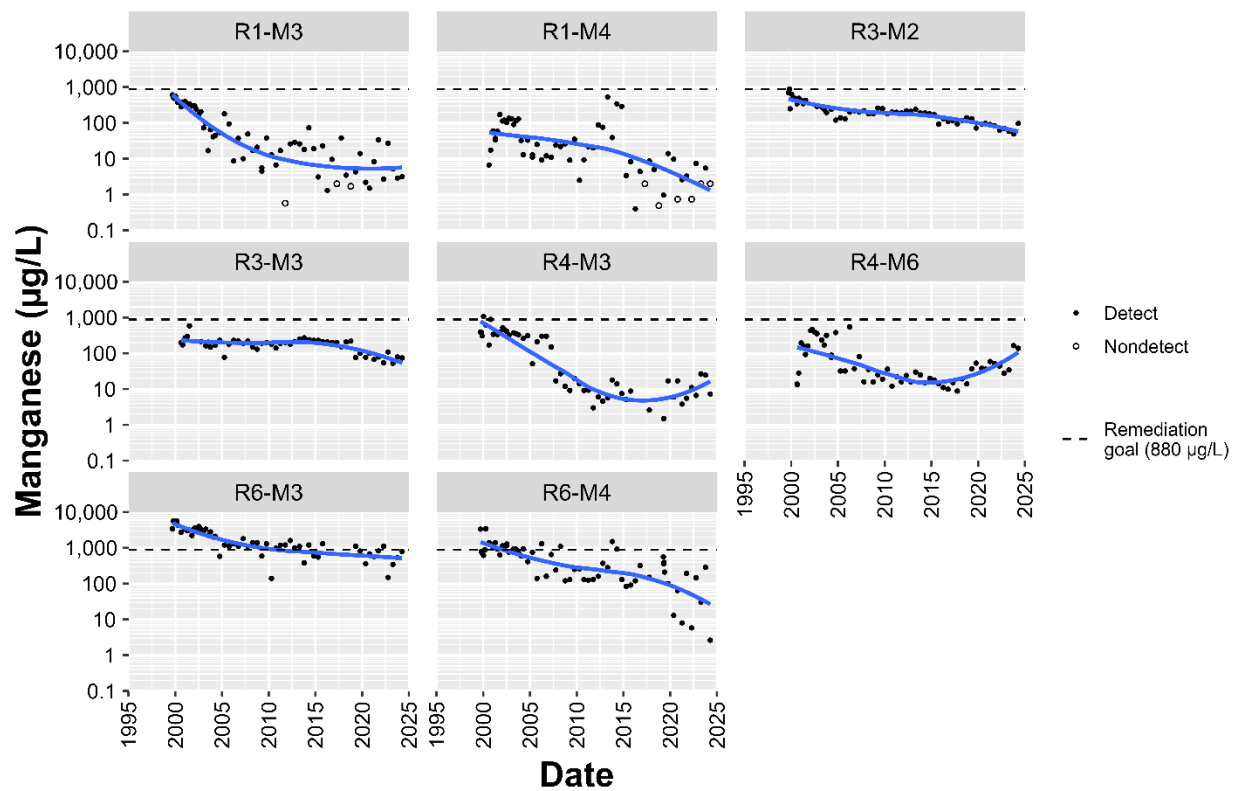 R1-M3
R1-M4
R3-M2
10,000
1,000
100
10
1
0.1
R3-M3
R4-M3
R4-M6
10,000
1,000
100
10
1
0.1
1995
2000
2005
2010
2015
2020
2025
R6-M3
R6-M4
10,000
1,000
100
10
1
0.1
1995
2000
2005
2010
2015
2020
2025
1995
2000
2005
2010
2015
2020
2025
Manganese (µg/L)
Date
Detect
Nondetect
Remediation
goal (880 µg/L)